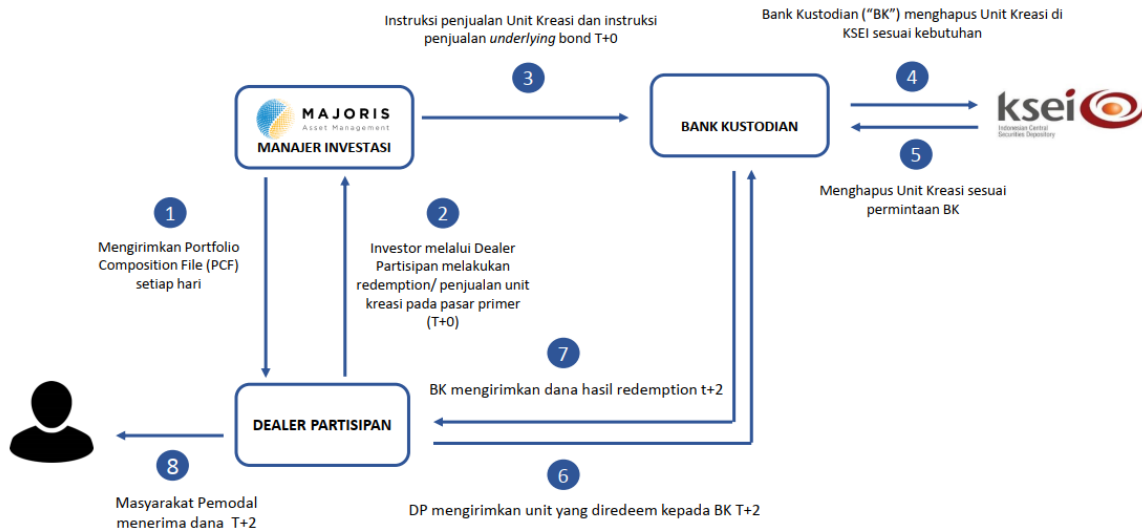 Instruksi penjualan Unit Kreasi dan instruksi
penjualan underlying bond T+0
3
Bank Kustodian (“BK”) menghapus Unit Kreasi di
KSEI sesuai kebutuhan
4
MAJORIS
Asset Management
MANAJER INVESTASI
BANK KUSTODIAN
ksei
Indonesian Central
Securities Depository
5
Menghapus Unit Kreasi sesuai
permintaan BK
1
Mengirimkan Portfolio
Composition File (PCF)
setiap hari
2
Investor melalui Dealer
Partisipan melakukan
redemption/ penjualan unit
kreasi pada pasar primer
(T+0)
7
BK mengirimkan dana hasil redemption t+2
DEALER PARTISIPAN
8
Masyarakat Pemodal
menerima dana T+2
6
DP mengirimkan unit yang diredeem kepada BK T+2